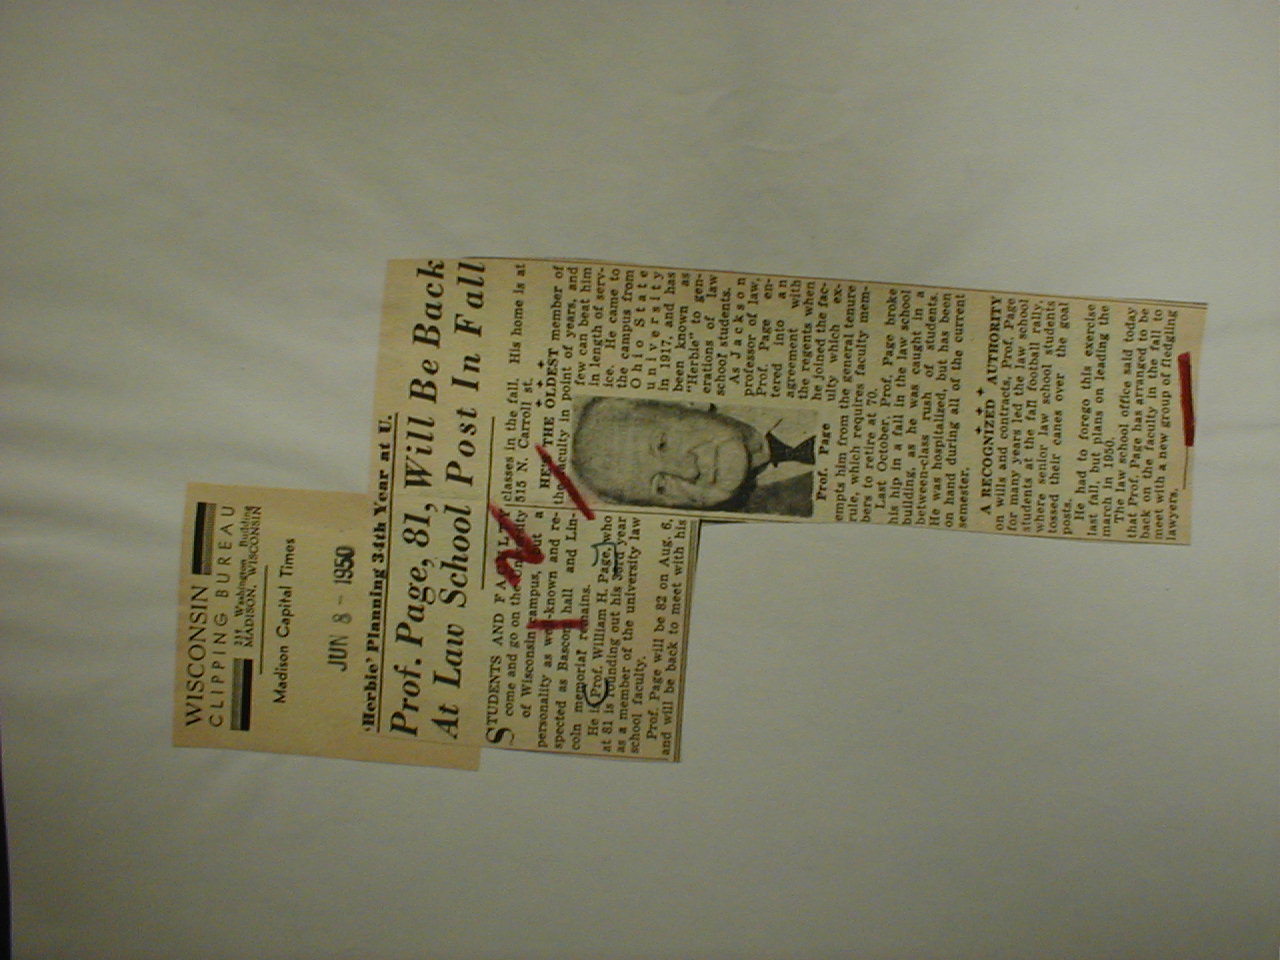 WISCONSIN
CLIPPING BUREAU
235 Washington Building
MADISON, WISCONSIN
Madison Capital Times
JUN 8 - 1950
'Herbie' Planning 34th Year at U.
Prof. Page, 81, Will Be Back
At Law School Post In Fall
STUDENTS AND FACULTY
come and go on the University
of Wisconsin campus, but a
personality as well-known and re-
spected as Bascom hall and Lin-
coln memorial remains.
He is Prof. William H. Page, who
at 81 is rounding out his 33rd year
as a member of the university law
school faculty.
Prof. Page will be 82 on Aug. 6,
and will be back to meet with his
classes in the fall. His home is at
515 N. Carroll st.
HE'S THE OLDEST member of
the faculty in point of years, and
few can beat him
in length of serv-
ice. He came to
the campus from
Ohio State
university
in 1917, and has
been known as
"Herbie" to gen-
erations of law
school students.
As Jackson
professor of law,
Prof. Page en-
tered into an
agreement with
the regents when
he joined the fac-
ulty which ex-
Prof. Page
empts him from the general tenure
rule, which requires faculty mem-
bers to retire at 70.
Last October, Prof. Page broke
his hip in a fall in the law school
building, as he was caught in a
between-class rush of students.
He was hospitalized, but has been
on hand during all of the current
semester.
A RECOGNIZED AUTHORITY
on wills and contracts, Prof. Page
for many years led the law school
students at the fall football rally,
where senior law school students
tossed their canes over the goal
posts.
He had to forego this exercise
last fall, but plans on leading the
march in 1950.
The law school office said today
that Prof. Page has arranged to be
back on the faculty in the fall to
meet with a new group of fledgling
lawyers.